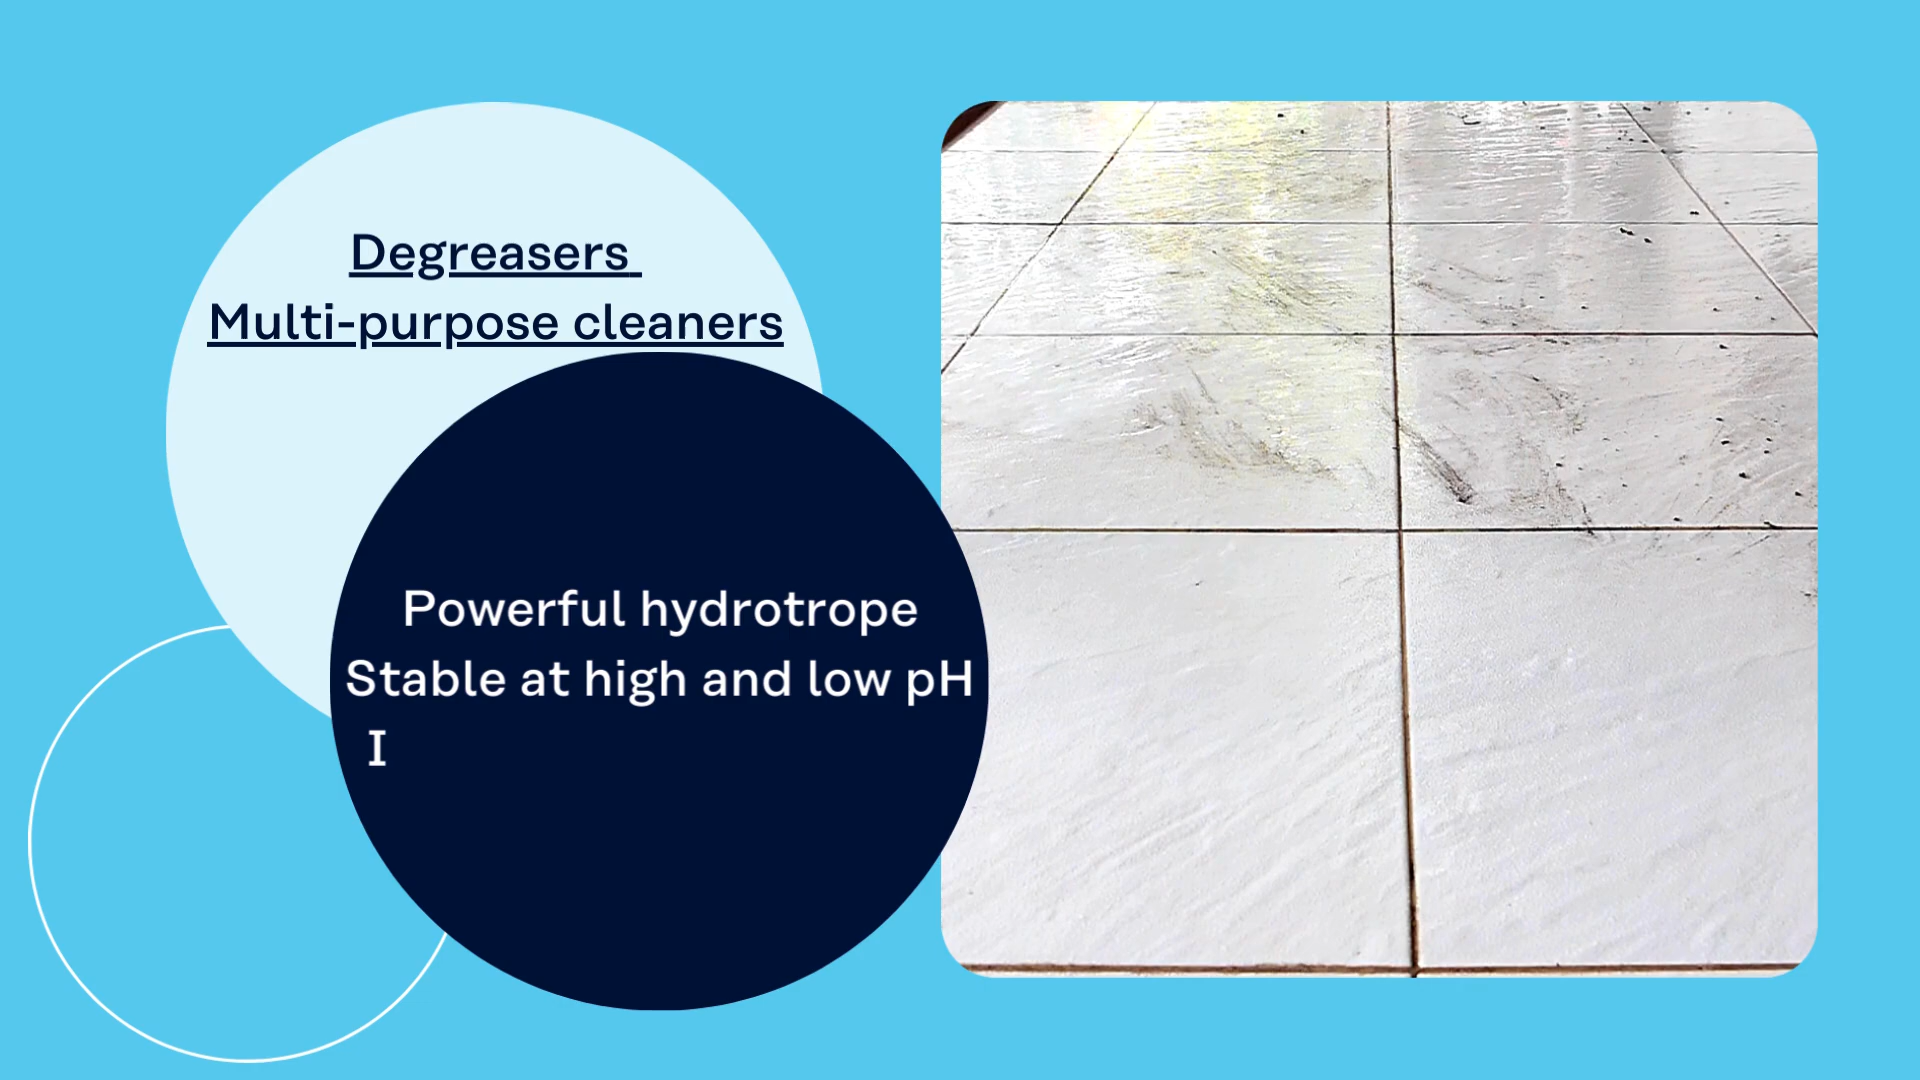 Degreasers
Multi-purpose cleaners
Powerful hydrotrope
Stable at high and low pH
I